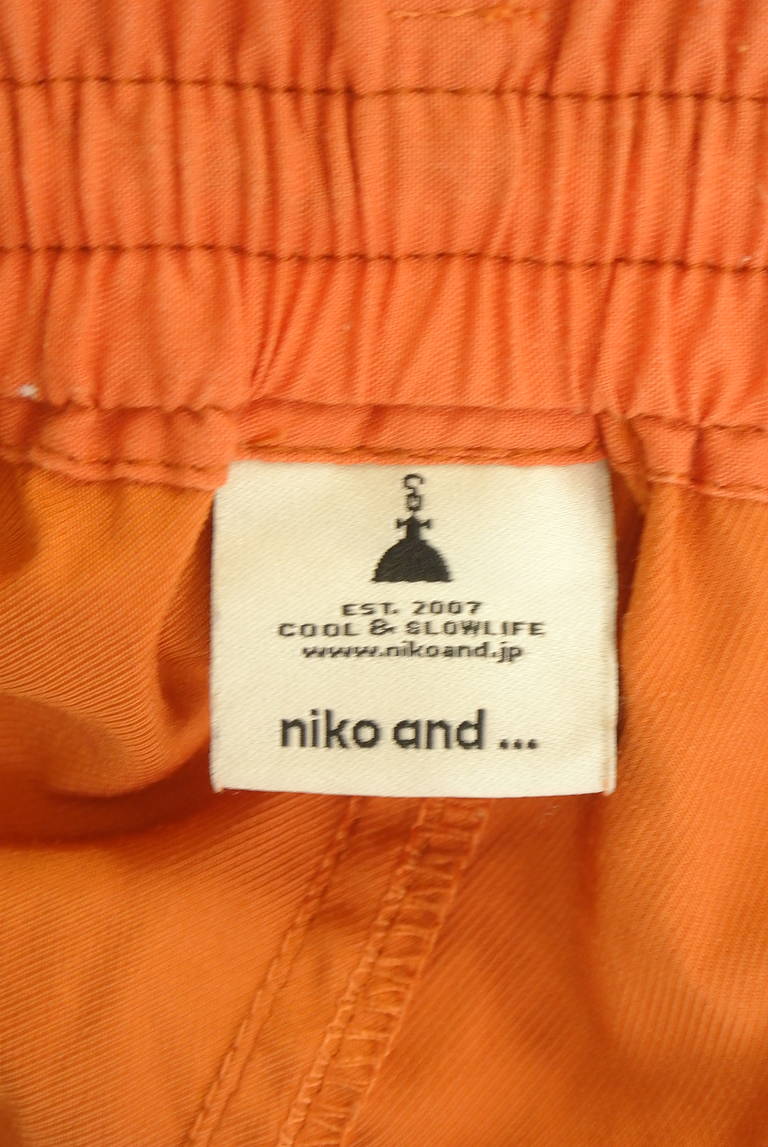 EST. 2007
COOL & SLOWLIFE
www.nikoand.jp
niko and ...